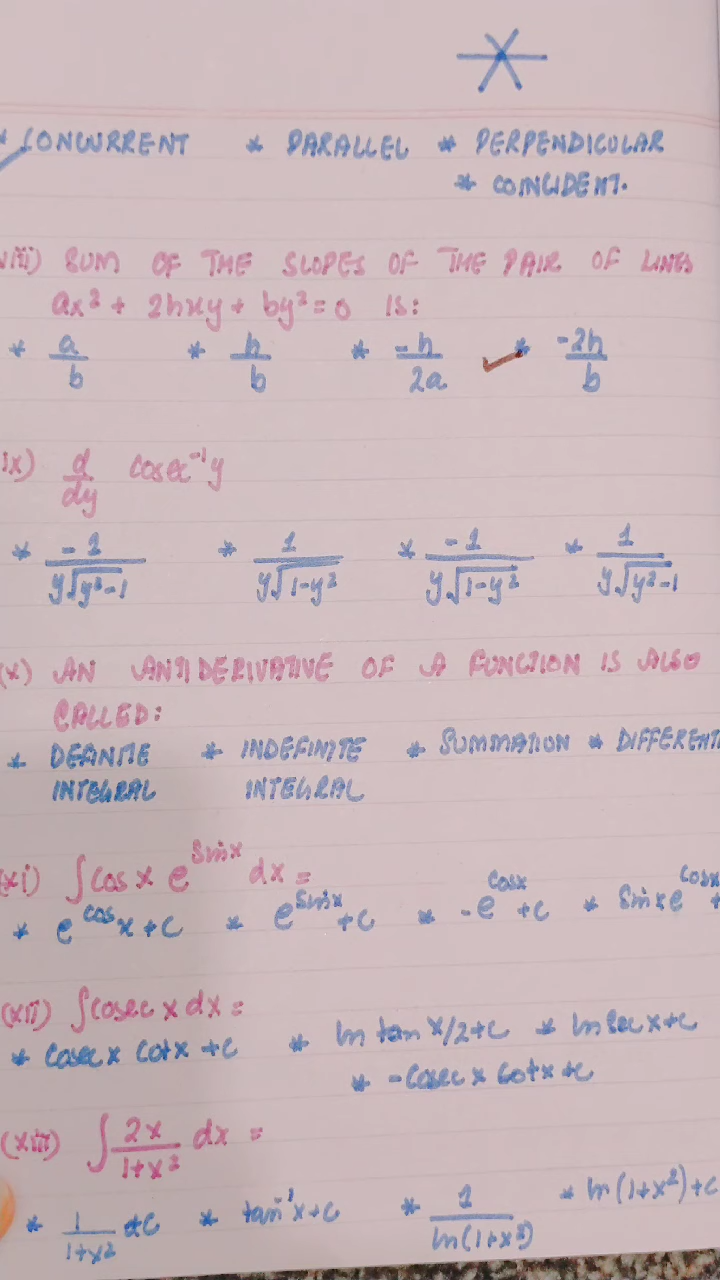 * CONCURRENT * PARALLEL * PERPENDICULAR
* COINCIDENT.
viii) SUM OF THE SLOPES OF THE PAIR OF LINES
ax² + 2hxy + by² = 0 IS:
* a/b * h/b * -h/2a ✓* -2h/b
ix) d/dy cosec⁻¹y
* -1/y√y²-1 * 1/y√1-y² * -1/y√1-y² * 1/y√y²-1
(x) AN ANTIDERIVATIVE OF A FUNCTION IS ALSO
CALLED:
* DEFINITE * INDEFINITE * SUMMATION * DIFFERENTI
INTEGRAL INTEGRAL
(xi) ∫cos x e^sinx dx =
* e^cos x + c * e^sinx + c * -e^cosx + c * Sin x e^cosx +
(xii) ∫cosec x dx =
* cosec x cot x + c * ln tan x/2 + c * ln sec x + c
* -cosec x cot x + c
(xiii) ∫ 2x/1+x² dx =
* 1/1+x² + c * tan⁻¹x + c * 1/ln(1+x²) * ln(1+x²) + c